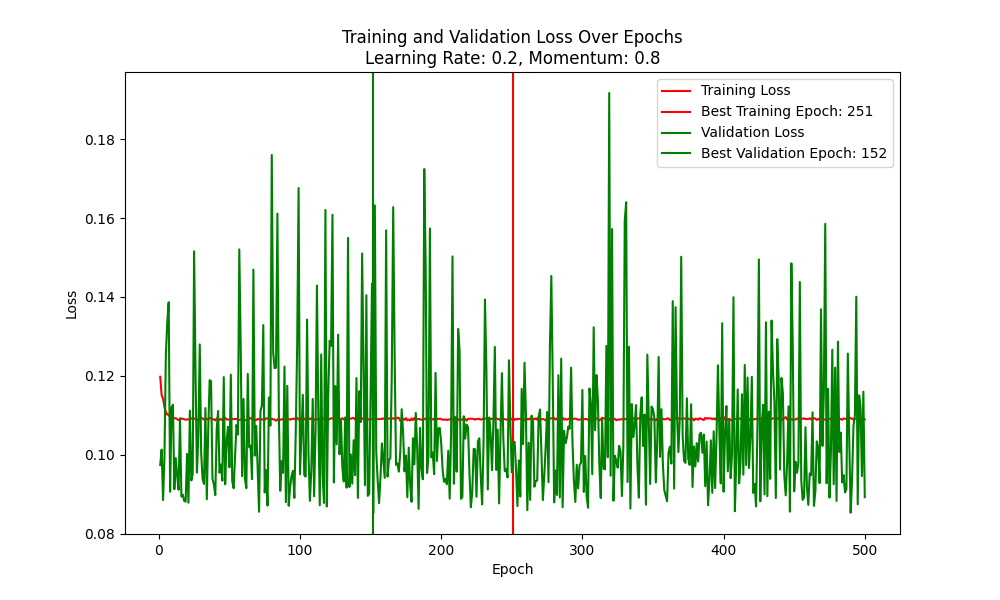 Training and Validation Loss Over Epochs
Learning Rate: 0.2, Momentum: 0.8
Training Loss
Best Training Epoch: 251
Validation Loss
Best Validation Epoch: 152
0.18
0.16
0.14
0.12
0.10
0.08
Loss
0
100
200
300
400
500
Epoch